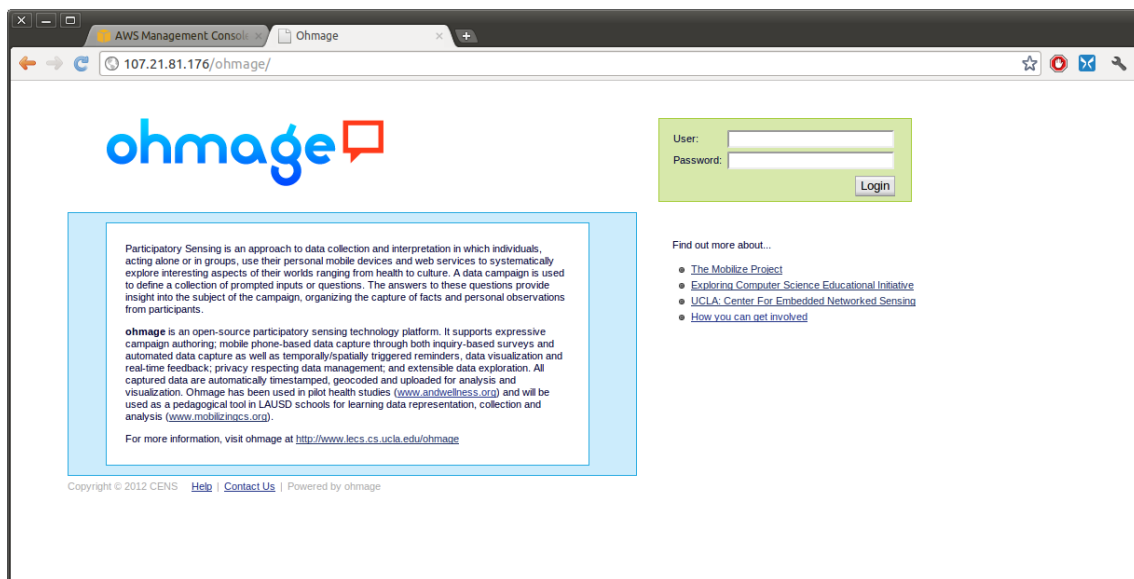 AWS Management Console
Ohmage
107.21.81.176/ohmage/
ohmage
User:
Password:
Login
Participatory Sensing is an approach to data collection and interpretation in which individuals,
acting alone or in groups, use their personal mobile devices and web services to systematically
explore interesting aspects of their worlds ranging from health to culture. A data campaign is used
to define a collection of prompted inputs or questions. The answers to these questions provide
insight into the subject of the campaign, organizing the capture of facts and personal observations
from participants.
ohmage is an open-source participatory sensing technology platform. It supports expressive
campaign authoring; mobile phone-based data capture through both inquiry-based surveys and
automated data capture as well as temporally/spatially triggered reminders, data visualization and
real-time feedback; privacy respecting data management; and extensible data exploration. All
captured data are automatically timestamped, geocoded and uploaded for analysis and
visualization. Ohmage has been used in pilot health studies (www.andwellness.org) and will be
used as a pedagogical tool in LAUSD schools for learning data representation, collection and
analysis (www.mobilizingcs.org).
For more information, visit ohmage at http://www.lecs.cs.ucla.edu/ohmage
Find out more about...
The Mobilize Project
Exploring Computer Science Educational Initiative
UCLA: Center For Embedded Networked Sensing
How you can get involved
Copyright © 2012 CENS Help | Contact Us | Powered by ohmage